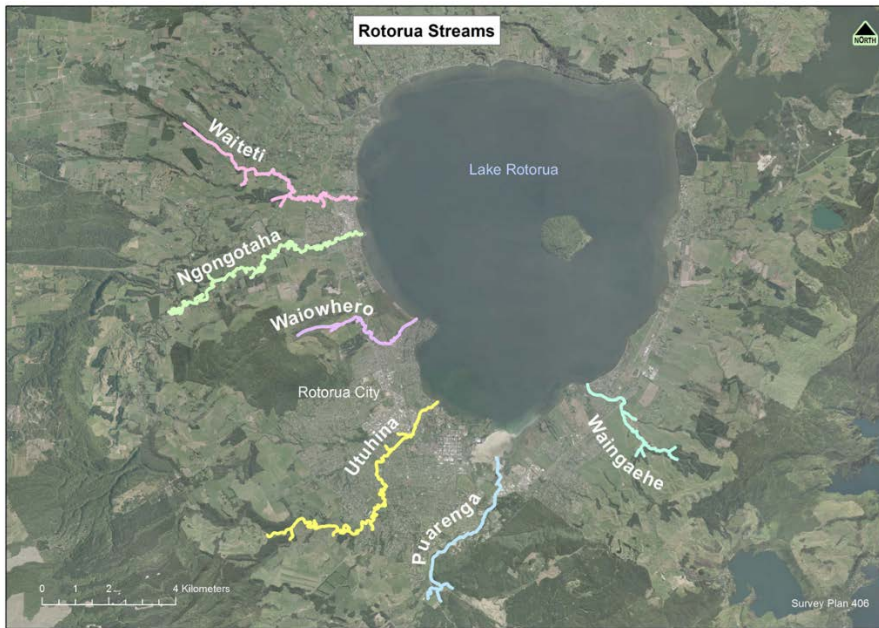 Rotorua Streams
NORTH
Waiteti
Lake Rotorua
Ngongotaha
Waiowhero
Rotorua City
Utuhina
Waingaehe
Puarenga
0 1 2 4 Kilometers
Survey Plan 406